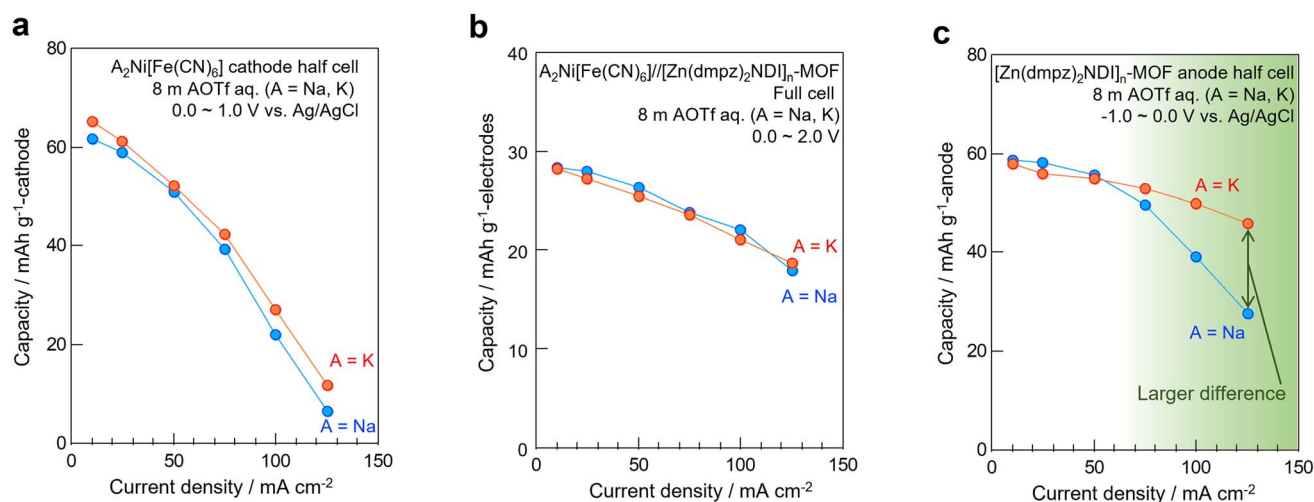 a
A₂Ni[Fe(CN)₆] cathode half cell
8 m AOTf aq. (A = Na, K)
0.0 ~ 1.0 V vs. Ag/AgCl
80
60
40
20
0
Capacity / mAh g⁻¹-cathode
A = K
A = Na
0
50
100
150
Current density / mA cm⁻²
b
A₂Ni[Fe(CN)₆]//[Zn(dmpz)₂NDI]ₙ-MOF
Full cell
8 m AOTf aq. (A = Na, K)
0.0 ~ 2.0 V
40
30
20
10
0
Capacity / mAh g⁻¹-electrodes
A = K
A = Na
0
50
100
150
Current density / mA cm⁻²
c
[Zn(dmpz)₂NDI]ₙ-MOF anode half cell
8 m AOTf aq. (A = Na, K)
-1.0 ~ 0.0 V vs. Ag/AgCl
80
60
40
20
0
Capacity / mAh g⁻¹-anode
A = K
A = Na
Larger difference
0
50
100
150
Current density / mA cm⁻²